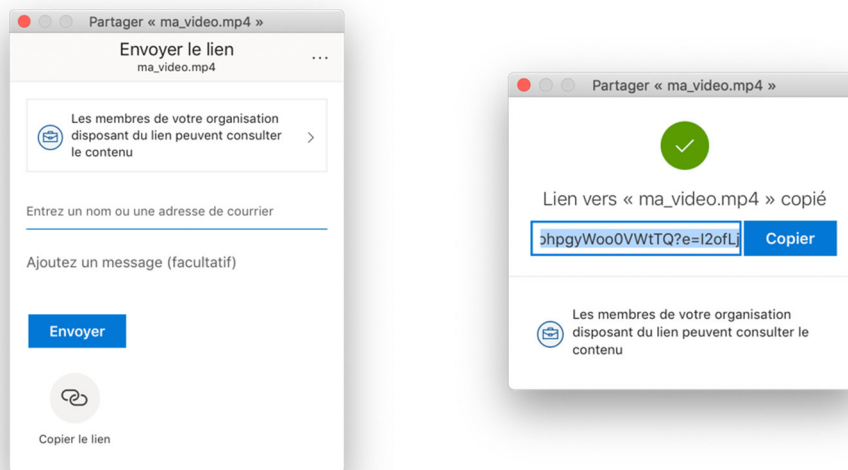 Partager « ma_video.mp4 »
Envoyer le lien
ma_video.mp4
...
Les membres de votre organisation
disposant du lien peuvent consulter
le contenu
Entrez un nom ou une adresse de courrier
Ajoutez un message (facultatif)
Envoyer
Copier le lien
Partager « ma_video.mp4 »
Lien vers « ma_video.mp4 » copié
ohpgyWoo0VWtTQ?e=I2ofLj
Copier
Les membres de votre organisation
disposant du lien peuvent consulter le
contenu